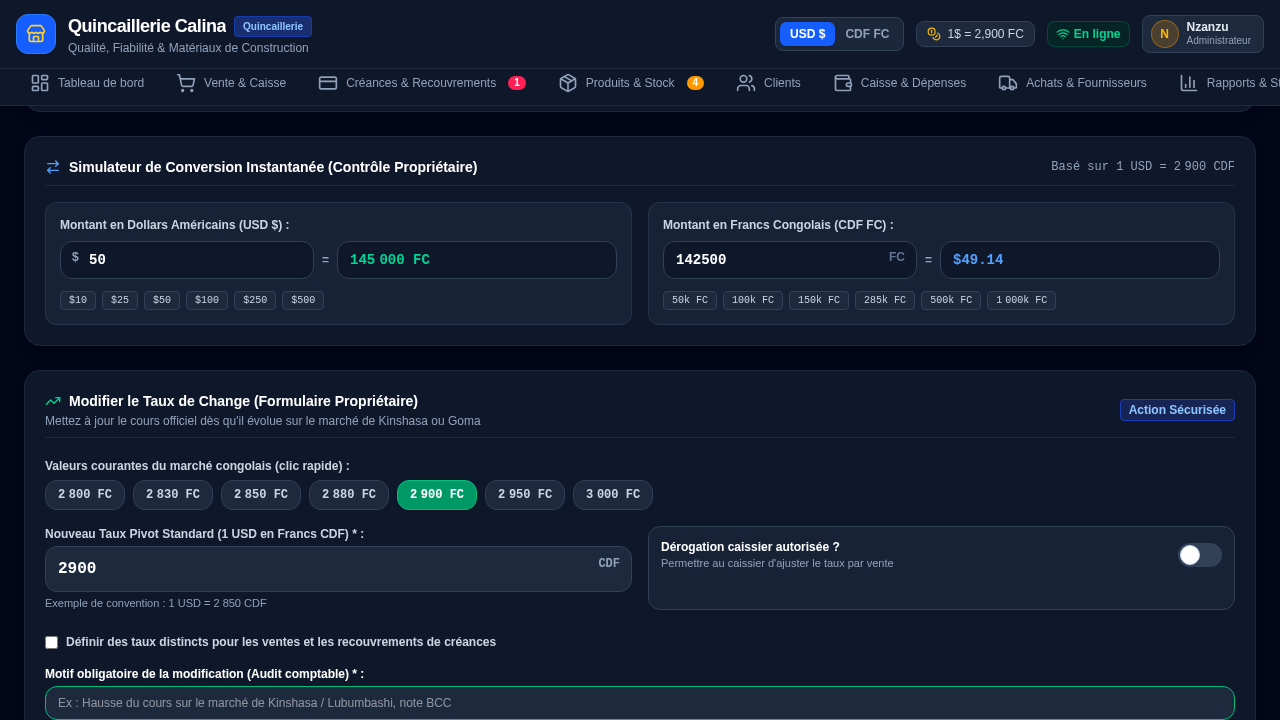 Quincaillerie Calina Quincaillerie
Qualité, Fiabilité & Matériaux de Construction
USD $ CDF FC
1$ = 2,900 FC
En ligne
N
Nzanzu
Administrateur
Tableau de bord
Vente & Caisse
Créances & Recouvrements 1
Produits & Stock 4
Clients
Caisse & Dépenses
Achats & Fournisseurs
Rapports & St
Simulateur de Conversion Instantanée (Contrôle Propriétaire)
Basé sur 1 USD = 2 900 CDF
Montant en Dollars Américains (USD $) :
$ 50 = 145 000 FC
$10 $25 $50 $100 $250 $500
Montant en Francs Congolais (CDF FC) :
142500 FC = $49.14
50k FC 100k FC 150k FC 285k FC 500k FC 1 000k FC
Modifier le Taux de Change (Formulaire Propriétaire)
Mettez à jour le cours officiel dès qu'il évolue sur le marché de Kinshasa ou Goma
Action Sécurisée
Valeurs courantes du marché congolais (clic rapide) :
2 800 FC 2 830 FC 2 850 FC 2 880 FC 2 900 FC 2 950 FC 3 000 FC
Nouveau Taux Pivot Standard (1 USD en Francs CDF) * :
2900 CDF
Exemple de convention : 1 USD = 2 850 CDF
Dérogation caissier autorisée ?
Permettre au caissier d'ajuster le taux par vente
Définir des taux distincts pour les ventes et les recouvrements de créances
Motif obligatoire de la modification (Audit comptable) * :
Ex : Hausse du cours sur le marché de Kinshasa / Lubumbashi, note BCC